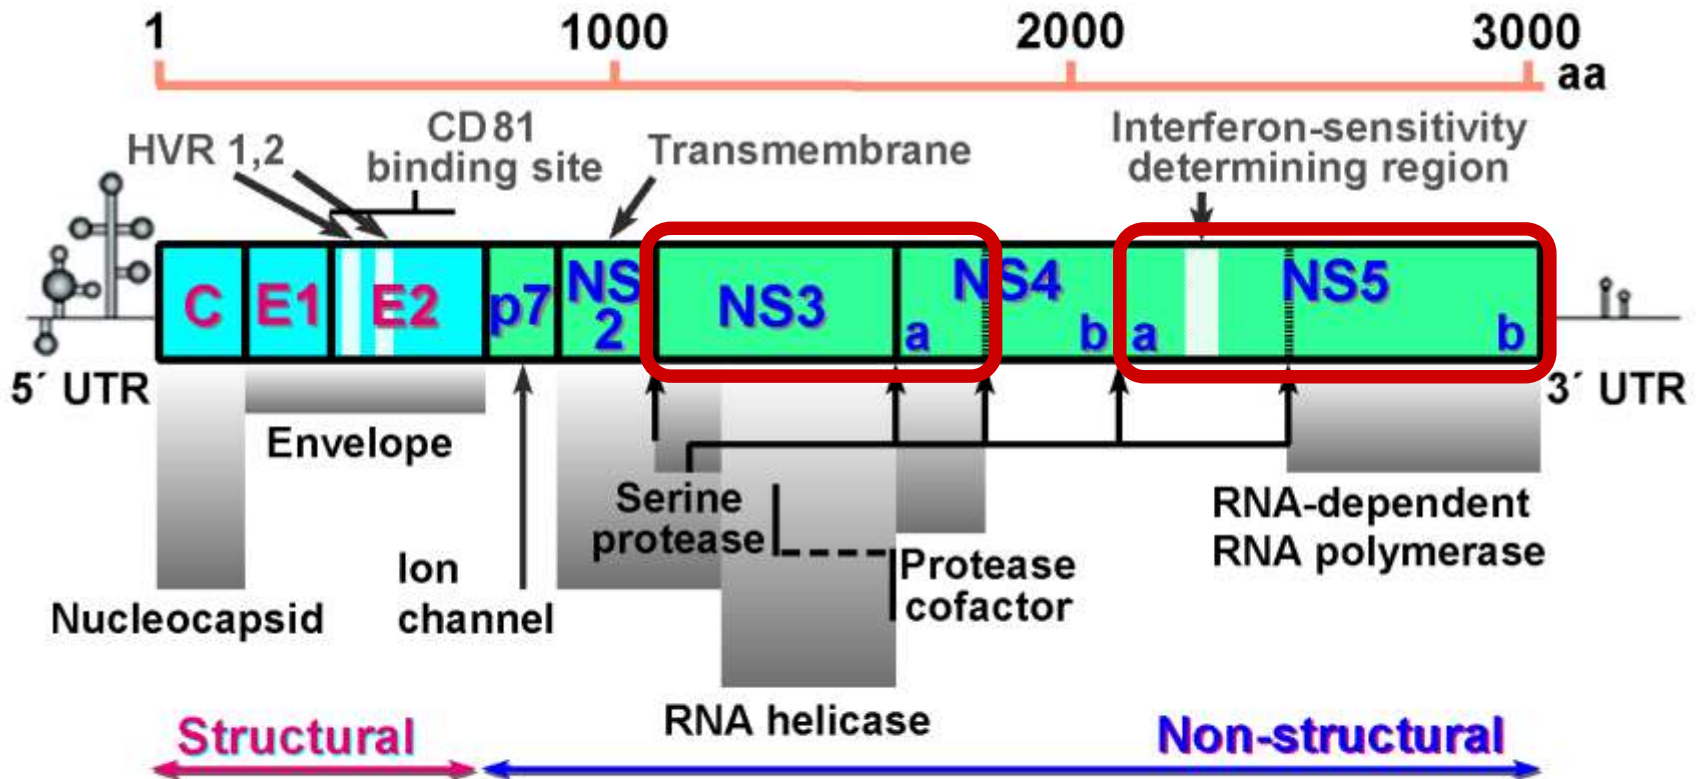 1 1000 2000 3000
aa
HVR 1,2
CD81
binding site
Transmembrane
Interferon-sensitivity
determining region
C E1 E2 p7 NS
2
NS3 NS4 NS5
a b a b
5´ UTR
3´ UTR
Envelope
Serine
protease
RNA-dependent
RNA polymerase
Ion
channel
Protease
cofactor
Nucleocapsid
RNA helicase
Structural
Non-structural